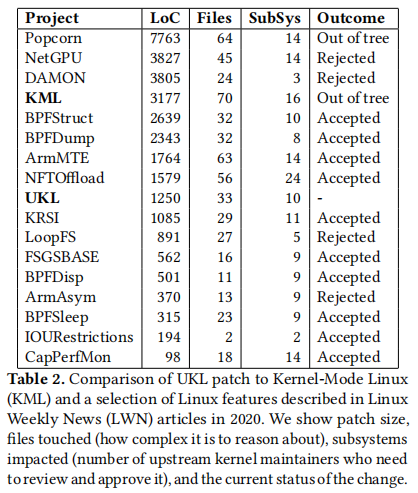 Project LoC Files SubSys Outcome
Popcorn 7763 64 14 Out of tree
NetGPU 3827 45 14 Rejected
DAMON 3805 24 3 Rejected
KML 3177 70 16 Out of tree
BPFStruct 2639 32 10 Accepted
BPFDump 2343 32 8 Accepted
ArmMTE 1764 63 14 Accepted
NFTOffload 1579 56 24 Accepted
UKL 1250 33 10 -
KRSI 1085 29 11 Accepted
LoopFS 891 27 5 Rejected
FSGSBASE 562 16 9 Accepted
BPFDisp 501 11 9 Accepted
ArmAsym 370 13 9 Rejected
BPFSleep 315 23 9 Accepted
IOURestrictions 194 2 2 Accepted
CapPerfMon 98 18 14 Accepted
Table 2. Comparison of UKL patch to Kernel-Mode Linux
(KML) and a selection of Linux features described in Linux
Weekly News (LWN) articles in 2020. We show patch size,
files touched (how complex it is to reason about), subsystems
impacted (number of upstream kernel maintainers who need
to review and approve it), and the current status of the change.